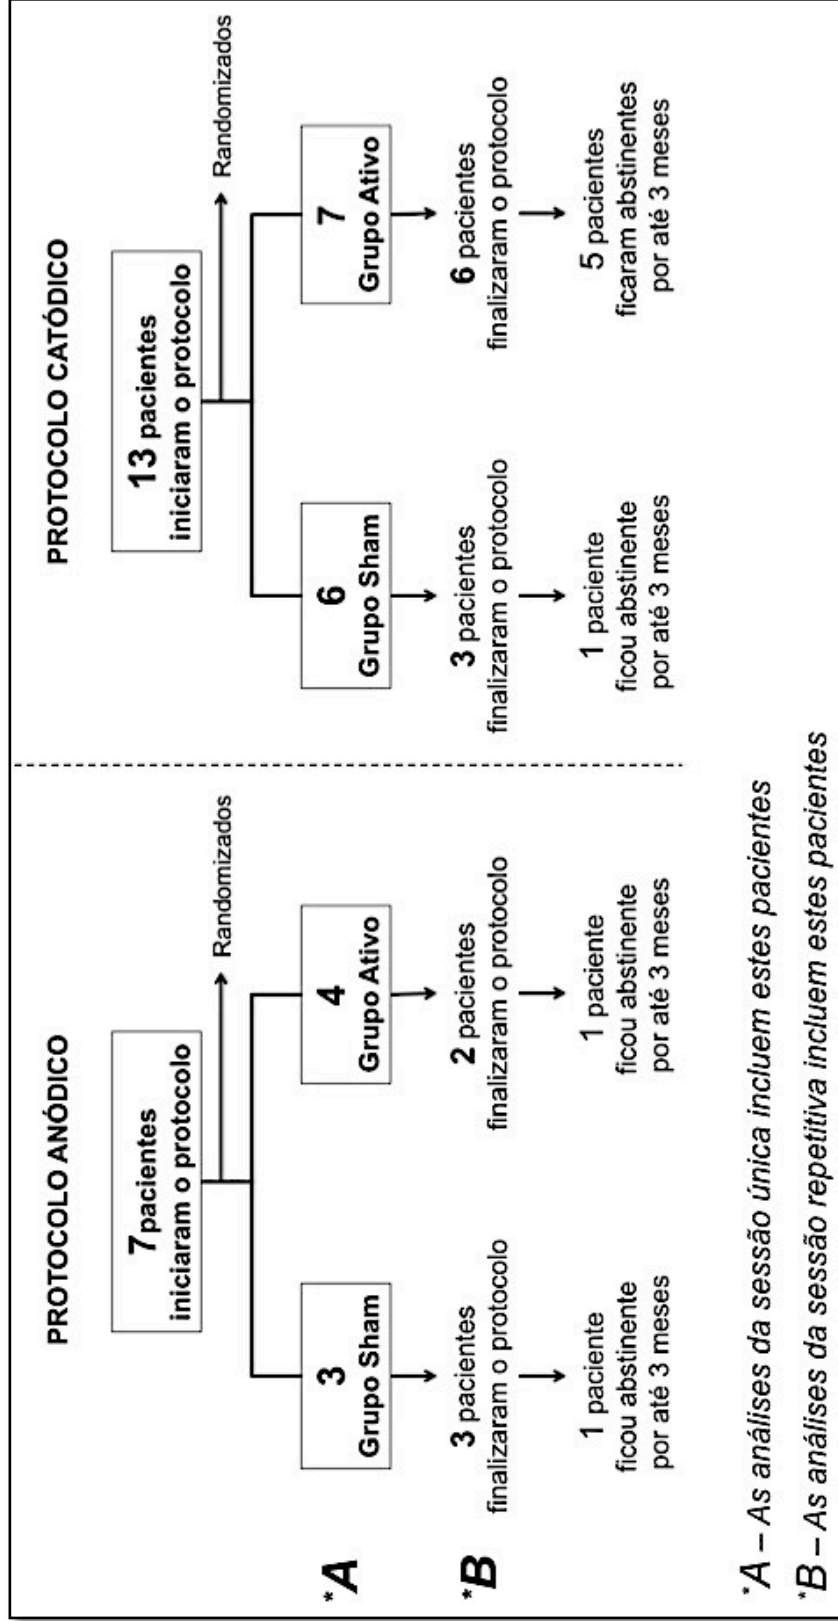 PROTOCOLO ANÓDICO
7 pacientes
iniciaram o protocolo
Randomizados
*A
3
Grupo Sham
4
Grupo Ativo
*B
3 pacientes
finalizaram o protocolo
2 pacientes
finalizaram o protocolo
1 paciente
ficou abstinente
por até 3 meses
1 paciente
ficou abstinente
por até 3 meses
PROTOCOLO CATÓDICO
13 pacientes
iniciaram o protocolo
Randomizados
6
Grupo Sham
7
Grupo Ativo
3 pacientes
finalizaram o protocolo
6 pacientes
finalizaram o protocolo
1 paciente
ficou abstinente
por até 3 meses
5 pacientes
ficaram abstinentes
por até 3 meses
*A – As análises da sessão única incluem estes pacientes
*B – As análises da sessão repetitiva incluem estes pacientes